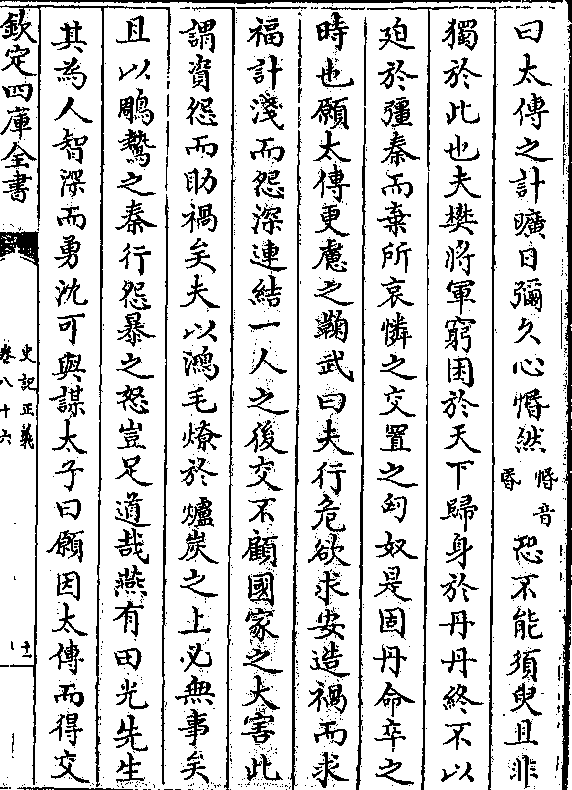 曰太傅之計曠日彌久心惽然惽音昬恐不能須臾且非
獨於此也夫樊將軍窮困於天下歸身於丹丹終不以
廹於彊秦而棄所哀憐之交置之匈奴是固丹命卒之
時也願太傅更慮之鞠武曰夫行危欲求安造禍而求
福計淺而怨深連結一人之後交不顧國家之大害此
謂資怨而助禍矣夫以鴻毛燎於爐炭之上必無事矣
且以鵰鷙之秦行怨暴之怒豈足道哉燕有田光先生
其為人智深而勇沈可與謀太子曰願因太傅而得交
欽定四庫全書
史記正義
卷八十六
十二